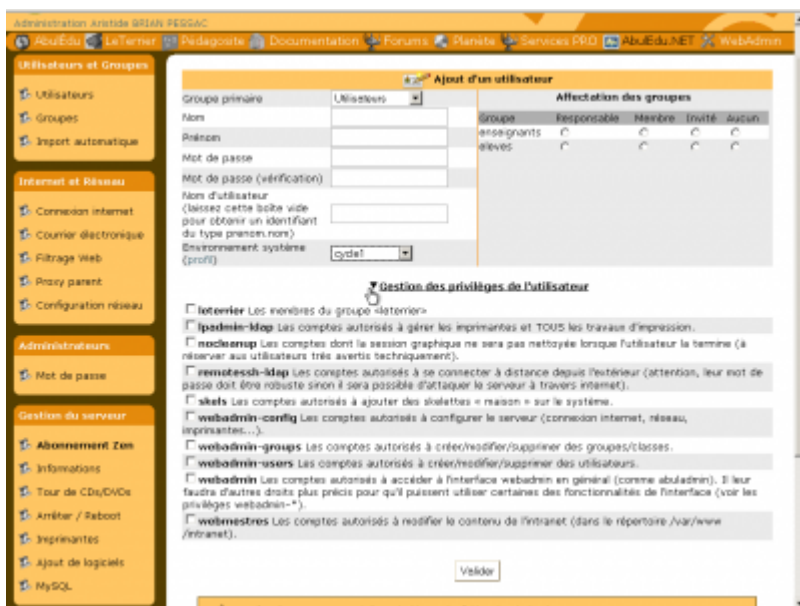 Administration Aristide BRIAN PESSAC
AbulÉdu LeTerrier Pédagosite Documentation Forums Planète Services PRO AbulEdu.NET WebAdmin
Utilisateurs et Groupes
Utilisateurs
Groupes
Import automatique
Internet et Réseau
Connexion internet
Courrier électronique
Filtrage Web
Proxy parent
Configuration réseau
Administrateurs
Mot de passe
Gestion du serveur
Abonnement Zen
Informations
Tour de CDs/DVDs
Arrêter / Reboot
Imprimantes
Ajout de logiciels
MySQL
Ajout d'un utilisateur
Groupe primaire Utilisateurs
Nom
Prénom
Mot de passe
Mot de passe (vérification)
Nom d'utilisateur
(laissez cette boîte vide
pour obtenir un identifiant
du type prenom.nom)
Environnement système
(profil) cycle1
Affectation des groupes
Groupe Responsable Membre Invité Aucun
enseignants
eleves
Gestion des privilèges de l'utilisateur
leterrier Les membres du groupe «leterrier»
lpadmin-ldap Les comptes autorisés à gérer les imprimantes et TOUS les travaux d'impression.
nocleanup Les comptes dont la session graphique ne sera pas nettoyée lorsque l'utilisateur la termine (à
réserver aux utilisateurs très avertis techniquement).
remotessh-ldap Les comptes autorisés à se connecter à distance depuis l'extérieur (attention, leur mot de
passe doit être robuste sinon il sera possible d'attaquer le serveur à travers internet).
skels Les comptes autorisés à ajouter des skelettes « maison » sur le système.
webadmin-config Les comptes autorisés à configurer le serveur (connexion internet, réseau,
imprimantes...).
webadmin-groups Les comptes autorisés à créer/modifier/supprimer des groupes/classes.
webadmin-users Les comptes autorisés à créer/modifier/supprimer des utilisateurs.
webadmin Les comptes autorisés à accéder à l'interface webadmin en général (comme abuladmin). Il leur
faudra d'autres droits plus précis pour qu'il puissent utiliser certaines des fonctionnalités de l'interface (voir les
privilèges webadmin-*).
webmestres Les comptes autorisés à modifier le contenu de l'intranet (dans le répertoire /var/www
/intranet).
Valider